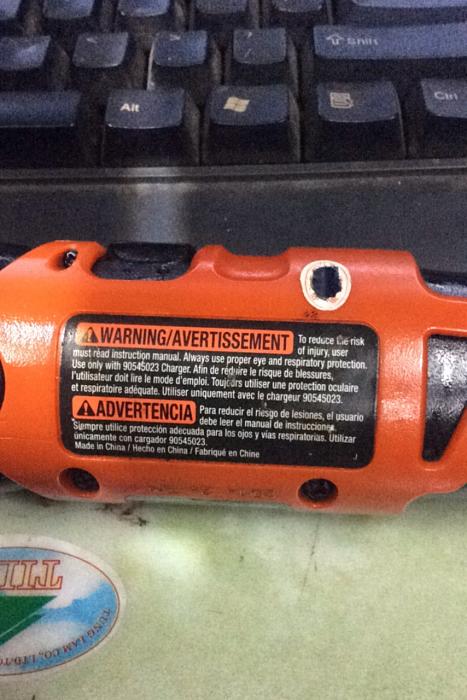 Shift
Alt
Ctrl
WARNING/AVERTISSEMENT To reduce the risk
of injury, user
must read instruction manual. Always use proper eye and respiratory protection.
Use only with 90545023 Charger. Afin de réduire le risque de blessures,
l'utilisateur doit lire le mode d'emploi. Toujours utiliser une protection oculaire
et respiratoire adéquate. Utiliser uniquement avec le chargeur 90545023.
ADVERTENCIA Para reducir el riesgo de lesiones, el usuario
debe leer el manual de instrucciones.
Siempre utilice protección adecuada para los ojos y vías respiratorias. Utilizar
únicamente con cargador 90545023.
Made in China / Hecho en China / Fabriqué en Chine
TUNG LAM CO., LTD